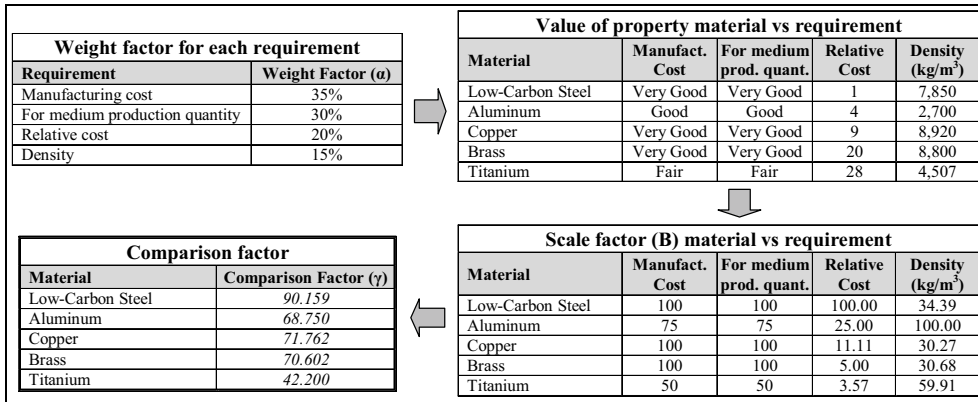 Weight factor for each requirement
Requirement Weight Factor (α)
Manufacturing cost 35%
For medium production quantity 30%
Relative cost 20%
Density 15%
Value of property material vs requirement
Material Manufact. Cost For medium prod. quant. Relative Cost Density (kg/m³)
Low-Carbon Steel Very Good Very Good 1 7,850
Aluminum Good Good 4 2,700
Copper Very Good Very Good 9 8,920
Brass Very Good Very Good 20 8,800
Titanium Fair Fair 28 4,507
Scale factor (B) material vs requirement
Material Manufact. Cost For medium prod. quant. Relative Cost Density (kg/m³)
Low-Carbon Steel 100 100 100.00 34.39
Aluminum 75 75 25.00 100.00
Copper 100 100 11.11 30.27
Brass 100 100 5.00 30.68
Titanium 50 50 3.57 59.91
Comparison factor
Material Comparison Factor (γ)
Low-Carbon Steel 90.159
Aluminum 68.750
Copper 71.762
Brass 70.602
Titanium 42.200